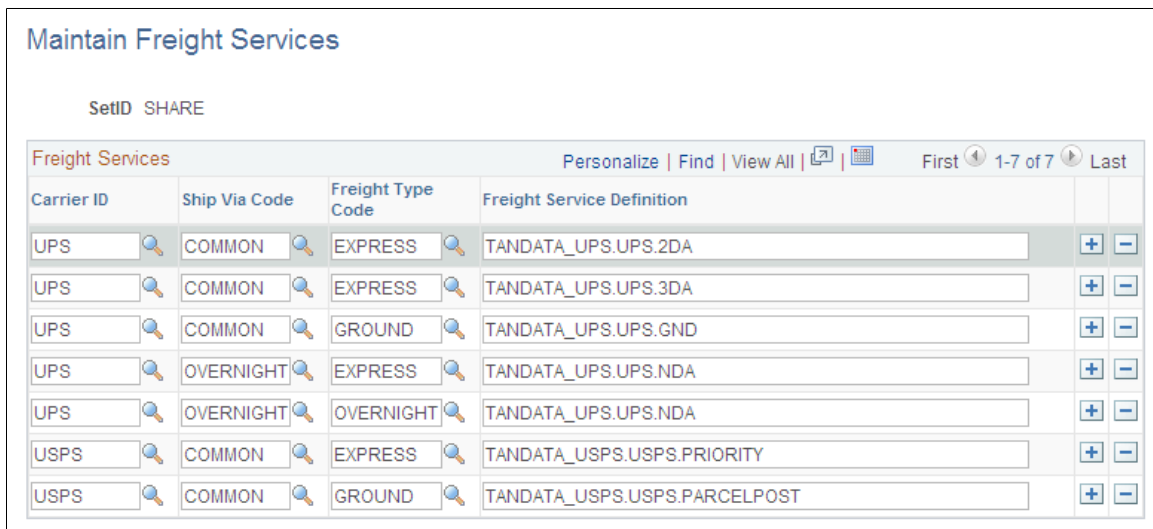 Maintain Freight Services
SetID SHARE
Freight Services Personalize | Find | View All | | First 1-7 of 7 Last
Carrier ID Ship Via Code Freight Type Code Freight Service Definition
UPS COMMON EXPRESS TANDATA_UPS.UPS.2DA
UPS COMMON EXPRESS TANDATA_UPS.UPS.3DA
UPS COMMON GROUND TANDATA_UPS.UPS.GND
UPS OVERNIGHT EXPRESS TANDATA_UPS.UPS.NDA
UPS OVERNIGHT OVERNIGHT TANDATA_UPS.UPS.NDA
USPS COMMON EXPRESS TANDATA_USPS.USPS.PRIORITY
USPS COMMON GROUND TANDATA_USPS.USPS.PARCELPOST